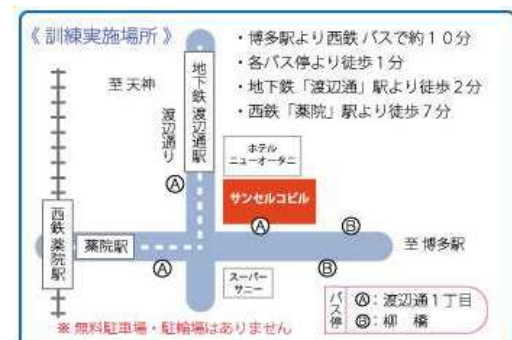 《 訓練実施場所 》
・博多駅より西鉄 バスで約１０分
・各バス停より徒歩１分
・地下鉄「渡辺通」駅より徒歩２分
・西鉄「薬院」駅より徒歩７分
至 天神
地下鉄 渡辺通駅
渡辺通り
ホテル
ニューオータニ
Ⓐ
サンセルコビル
Ⓐ
Ⓑ
西鉄 薬院駅
薬院駅
至 博多駅
Ⓐ
Ⓑ
スーパー
サニー
バス停
Ⓐ：渡辺通１丁目
Ⓑ：柳 橋
※ 無料駐車場・駐輪場はありません